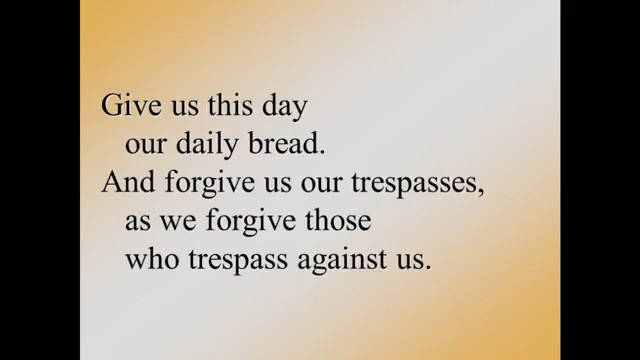 Give us this day
our daily bread.
And forgive us our trespasses,
as we forgive those
who trespass against us.